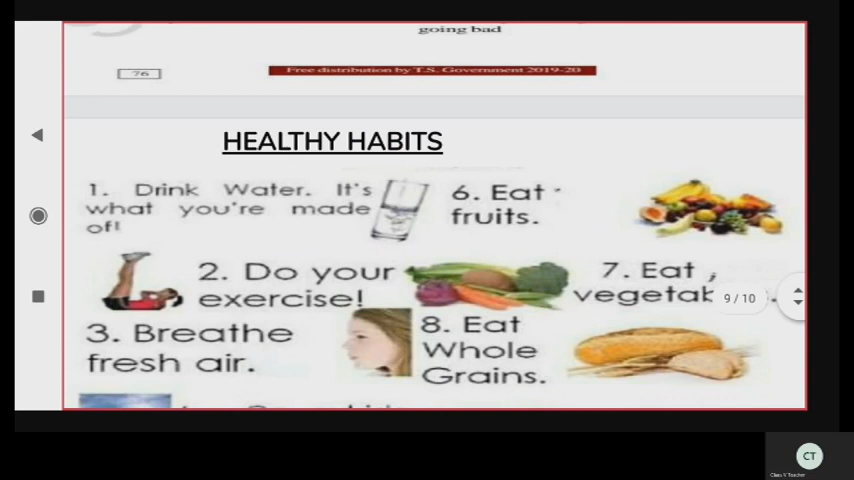 going bad
76
Free distribution by T.S. Government 2019-20
HEALTHY HABITS
1. Drink Water. It's
what you're made
of!
6. Eat
fruits.
2. Do your
exercise!
7. Eat
9 / 10
3. Breathe
fresh air.
8. Eat
Whole
Grains.
CT
Class V Teacher